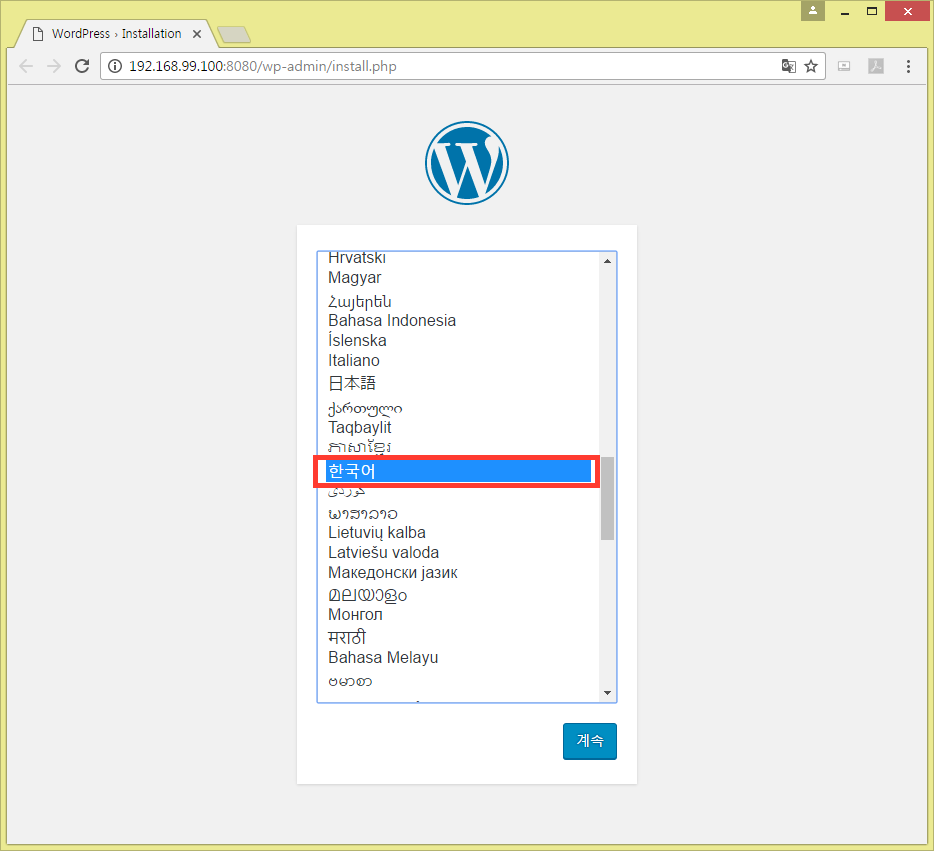 WordPress › Installation
192.168.99.100:8080/wp-admin/install.php
Hrvatski
Magyar
Հայերեն
Bahasa Indonesia
Íslenska
Italiano
日本語
ქართული
Taqbaylit
ភាសាខ្មែរ
한국어
كوردی
ພາສາລາວ
Lietuvių kalba
Latviešu valoda
Македонски јазик
മലയാളം
Монгол
मराठी
Bahasa Melayu
ဗမာစာ
계속